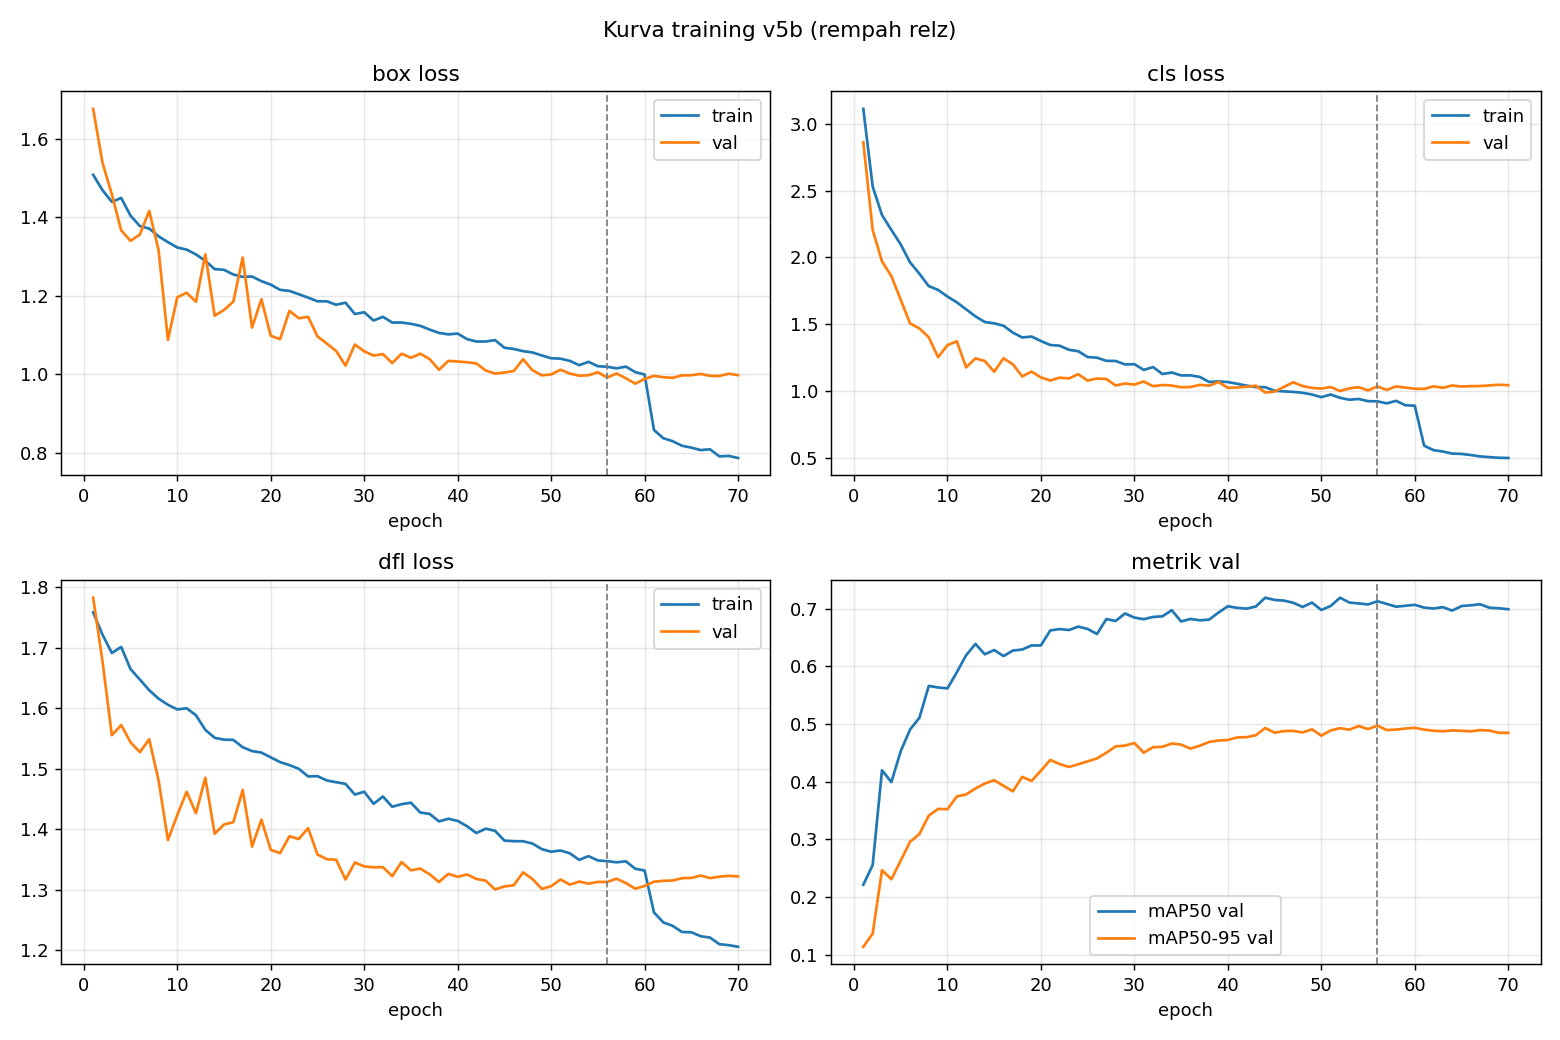 Kurva training v5b (rempah relz)
box loss
train
val
1.6
1.4
1.2
1.0
0.8
0 10 20 30 40 50 60 70
epoch
cls loss
train
val
3.0
2.5
2.0
1.5
1.0
0.5
0 10 20 30 40 50 60 70
epoch
dfl loss
train
val
1.8
1.7
1.6
1.5
1.4
1.3
1.2
0 10 20 30 40 50 60 70
epoch
metrik val
0.7
0.6
0.5
0.4
0.3
0.2
0.1
mAP50 val
mAP50-95 val
0 10 20 30 40 50 60 70
epoch